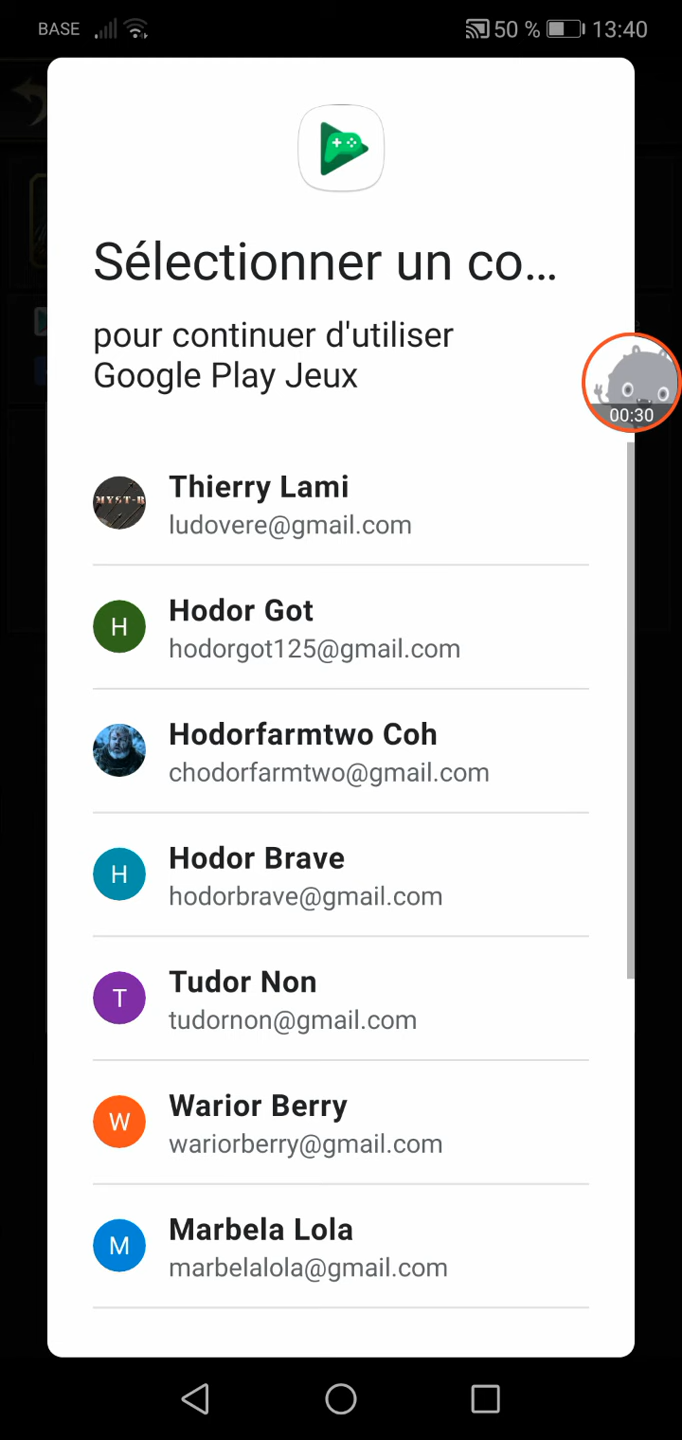 BASE 50 % 13:40
Sélectionner un co...
pour continuer d'utiliser
Google Play Jeux
00:30
MYST-R
Thierry Lami
ludovere@gmail.com
H
Hodor Got
hodorgot125@gmail.com
Hodorfarmtwo Coh
chodorfarmtwo@gmail.com
H
Hodor Brave
hodorbrave@gmail.com
T
Tudor Non
tudornon@gmail.com
W
Warior Berry
wariorberry@gmail.com
M
Marbela Lola
marbelalola@gmail.com